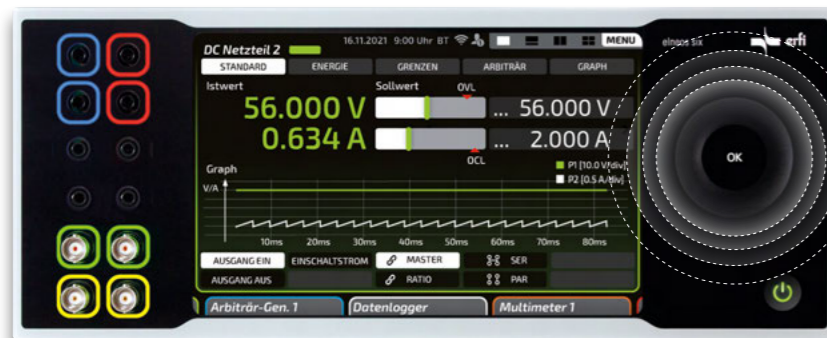 16.11.2021 9:00 Uhr BT
MENU
elneos six
erfi
DC Netzteil 2
STANDARD ENERGIE GRENZEN ARBITRÄR GRAPH
Istwert Sollwert OVL
56.000 V ... 56.000 V
0.634 A ... 2.000 A
OCL
OK
Graph
P1 [10.0 V/div]
P2 [0.5 A/div]
V/A
10ms 20ms 30ms 40ms 50ms 60ms 70ms 80ms
AUSGANG EIN EINSCHALTSTROM MASTER SER
AUSGANG AUS RATIO PAR
Arbiträr-Gen. 1 Datenlogger Multimeter 1